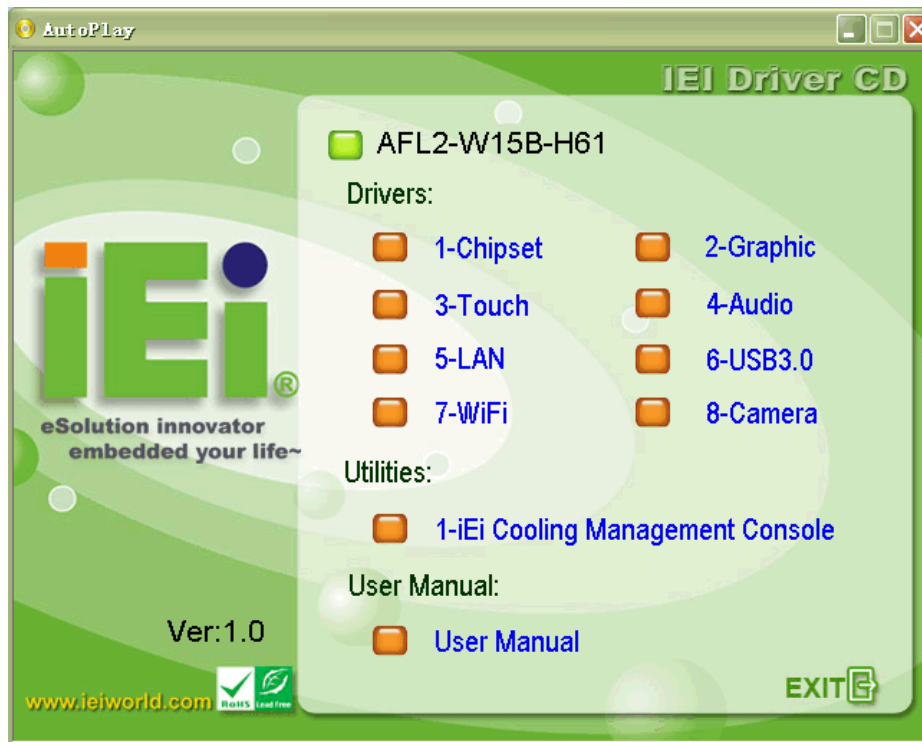 AutoPlay
IEI Driver CD
AFL2-W15B-H61
Drivers:
1-Chipset
2-Graphic
3-Touch
4-Audio
5-LAN
6-USB3.0
7-WiFi
8-Camera
Utilities:
1-iEi Cooling Management Console
User Manual:
User Manual
iEi®
eSolution innovator
embedded your life~
Ver:1.0
www.ieiworld.com
RoHS
Lead Free
EXIT